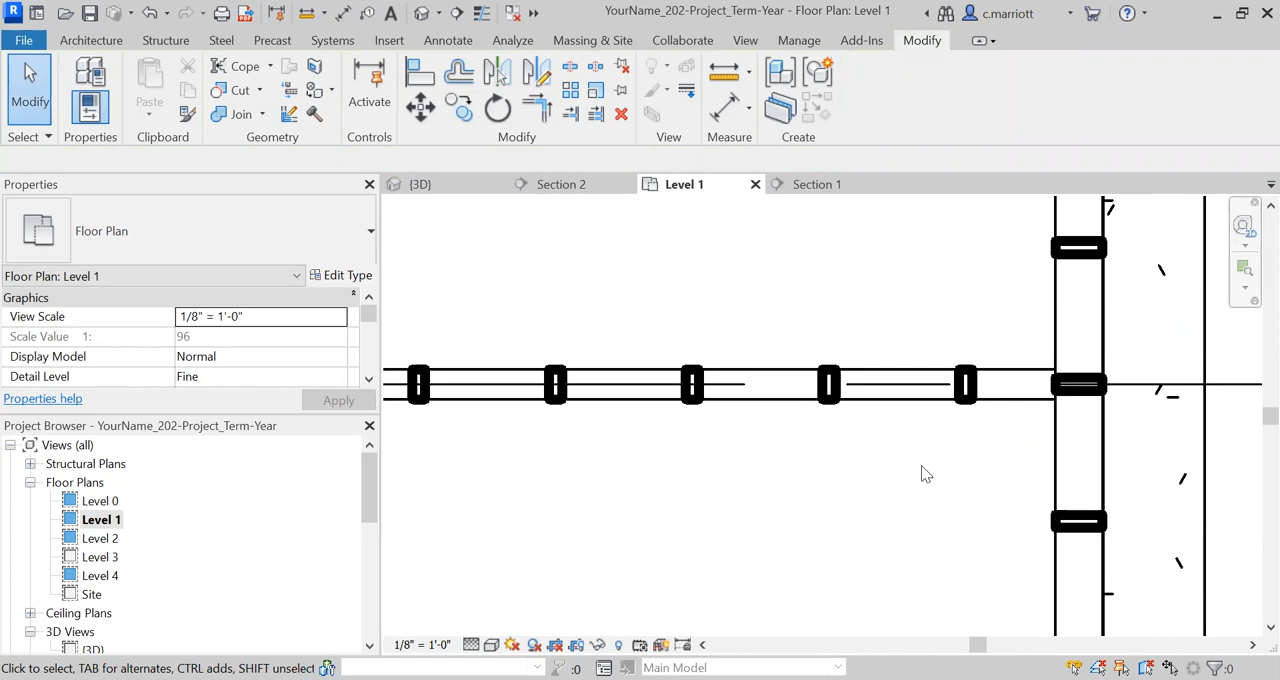 YourName_202-Project_Term-Year - Floor Plan: Level 1
c.marriott
File Architecture Structure Steel Precast Systems Insert Annotate Analyze Massing & Site Collaborate View Manage Add-Ins Modify
Modify
Paste
Cope
Cut
Join
Activate
Select
Properties
Clipboard
Geometry
Controls
Modify
View
Measure
Create
Properties
{3D}
Section 2
Level 1
Section 1
Floor Plan
Floor Plan: Level 1
Edit Type
Graphics
View Scale 1/8" = 1'-0"
Scale Value 1: 96
Display Model Normal
Detail Level Fine
Properties help
Apply
Project Browser - YourName_202-Project_Term-Year
Views (all)
Structural Plans
Floor Plans
Level 0
Level 1
Level 2
Level 3
Level 4
Site
Ceiling Plans
3D Views
{3D}
1/8" = 1'-0"
Click to select, TAB for alternates, CTRL adds, SHIFT unselect
:0
Main Model
:0